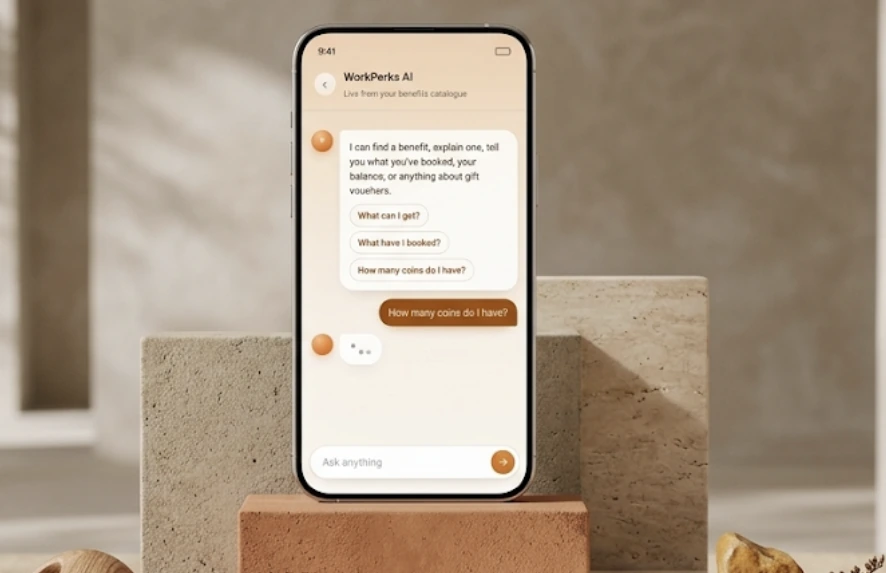 9:41
WorkPerks AI
Live from your benefits catalogue
I can find a benefit, explain one, tell
you what you've booked, your
balance, or anything about gift
vouchers.
What can I get?
What have I booked?
How many coins do I have?
How many coins do I have?
Ask anything